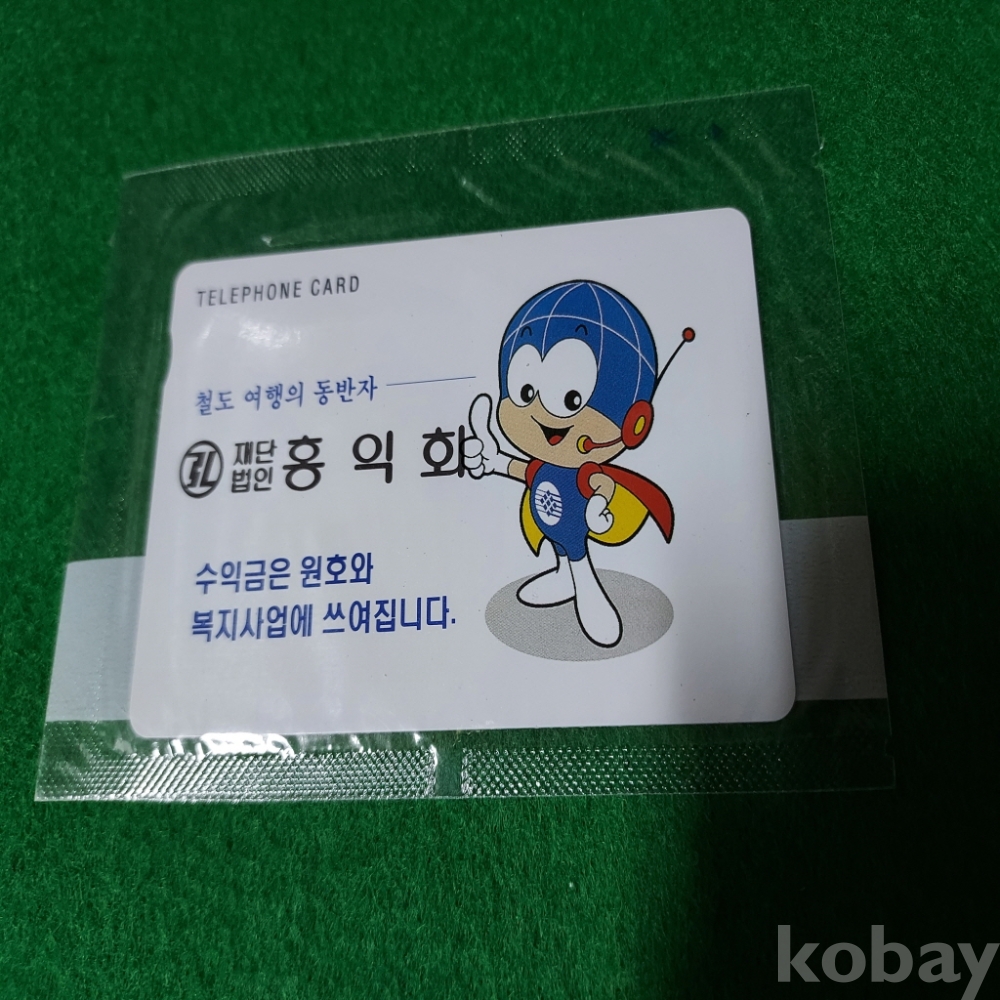 TELEPHONE CARD
철도 여행의 동반자
재단
법인 홍 익 회
수익금은 원호와
복지사업에 쓰여집니다.
kobay